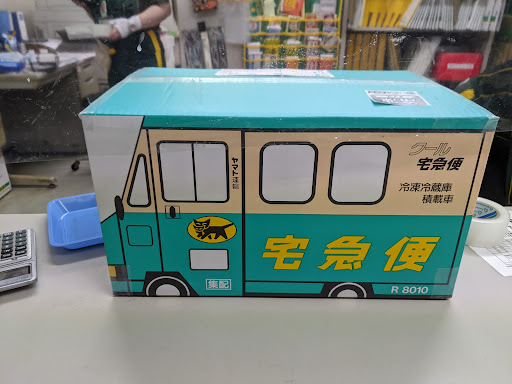 クール
宅急便
冷凍冷蔵庫
積載車
ヤマト運輸
宅急便
集配
R 8010